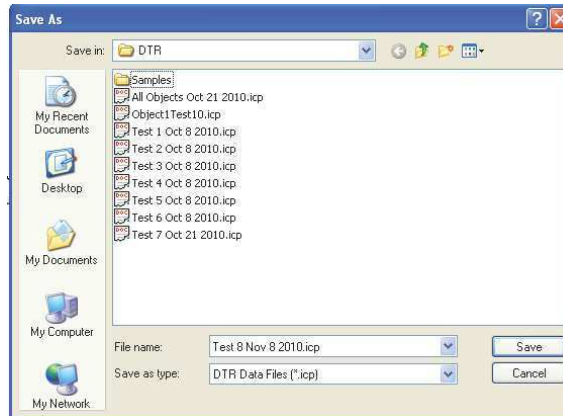 Save As
Save in: DTR
Samples
All Objects Oct 21 2010.icp
Object1Test10.icp
Test 1 Oct 8 2010.icp
Test 2 Oct 8 2010.icp
Test 3 Oct 8 2010.icp
Test 4 Oct 8 2010.icp
Test 5 Oct 8 2010.icp
Test 6 Oct 8 2010.icp
Test 7 Oct 21 2010.icp
My Recent
Documents
Desktop
My Documents
My Computer
My Network
File name: Test 8 Nov 8 2010.icp Save
Save as type: DTR Data Files (*.icp) Cancel